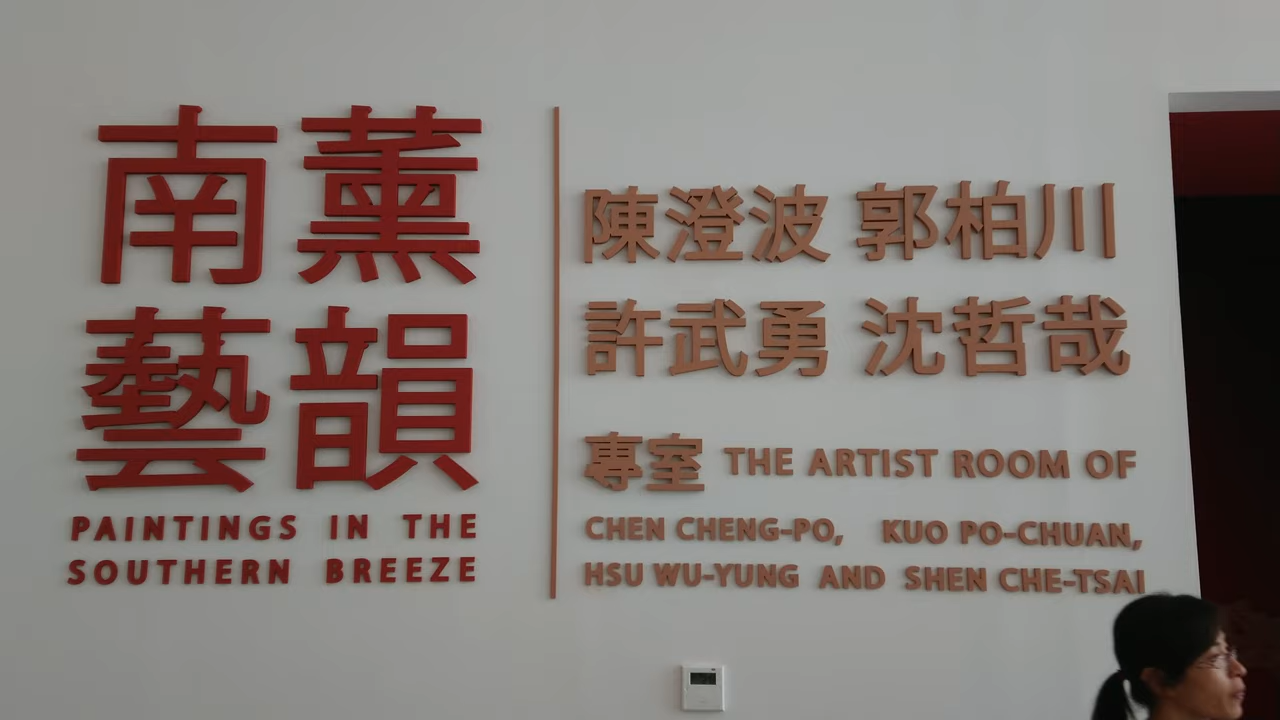 南薰
藝韻
PAINTINGS IN THE
SOUTHERN BREEZE
陳澄波 郭柏川
許武勇 沈哲哉
專室 THE ARTIST ROOM OF
CHEN CHENG-PO, KUO PO-CHUAN,
HSU WU-YUNG AND SHEN CHE-TSAI